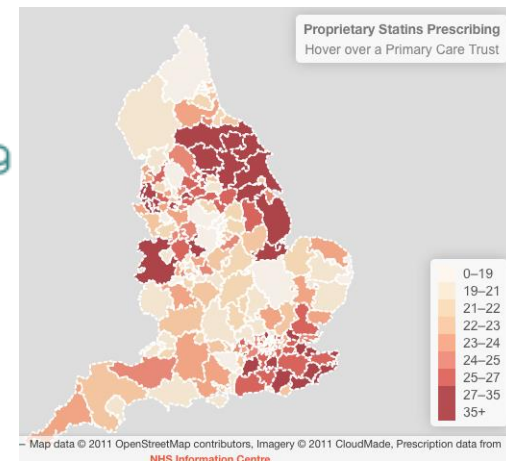 Proprietary Statins Prescribing
Hover over a Primary Care Trust
g
0–19
19–21
21–22
22–23
23–24
24–25
25–27
27–35
35+
– Map data © 2011 OpenStreetMap contributors, Imagery © 2011 CloudMade, Prescription data from
NHS Information Centre